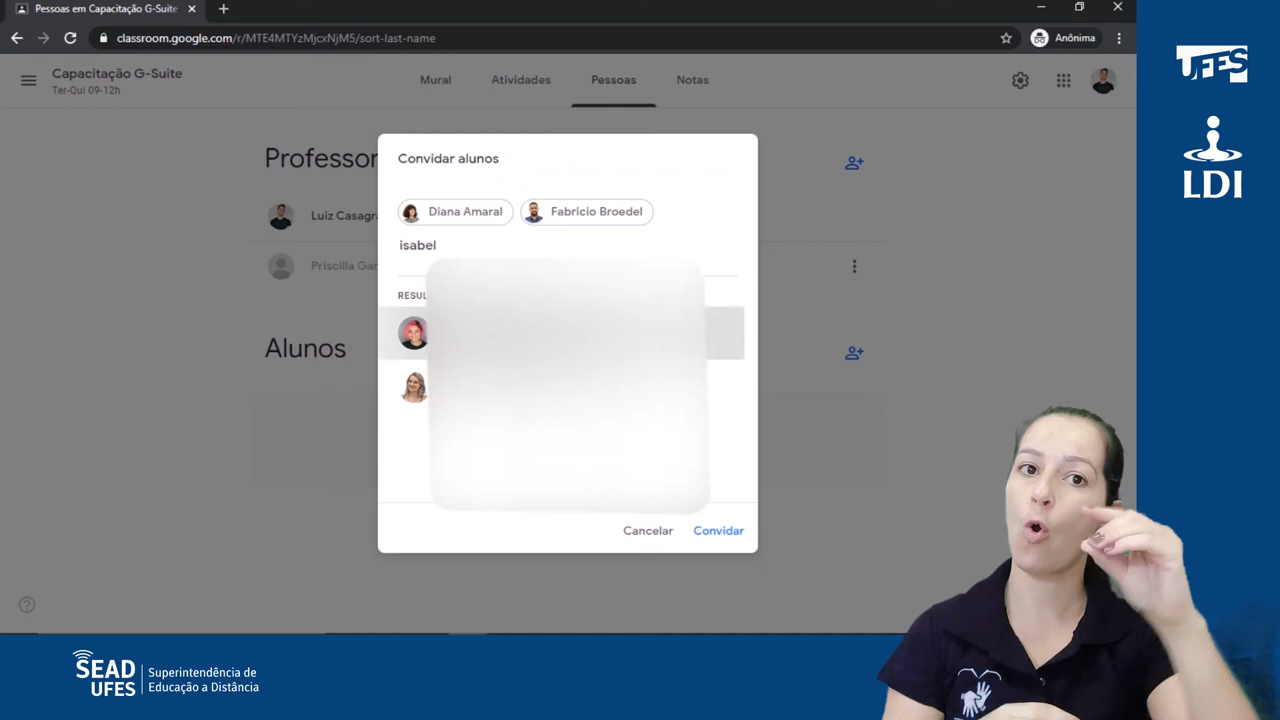 Pessoas em Capacitação G-Suite
classroom.google.com/r/MTE4MTYzMjcxNjM5/sort-last-name
Anônima
Capacitação G-Suite
Ter-Qui 09-12h
Mural
Atividades
Pessoas
Notas
Professor
Luiz Casagra
Priscilla Gar
Alunos
Convidar alunos
Diana Amaral
Fabricio Broedel
isabel
RESUL
Cancelar
Convidar
UFES
LDI
SEAD
UFES
Superintendência de
Educação a Distância